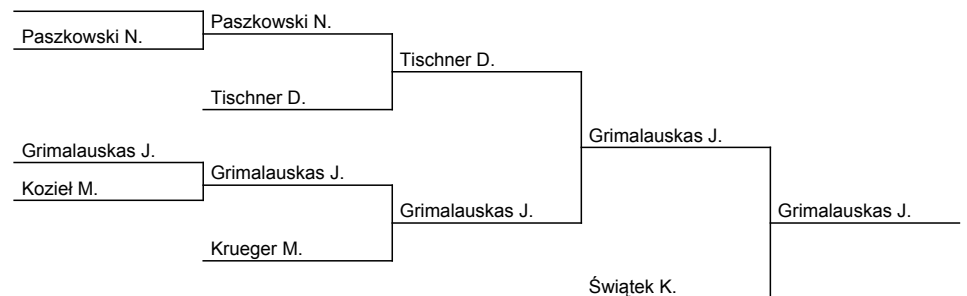 Paszkowski N.
Paszkowski N.
Tischner D.
Tischner D.
Grimalauskas J.
Grimalauskas J.
Kozieł M.
Grimalauskas J.
Grimalauskas J.
Grimalauskas J.
Krueger M.
Świątek K.